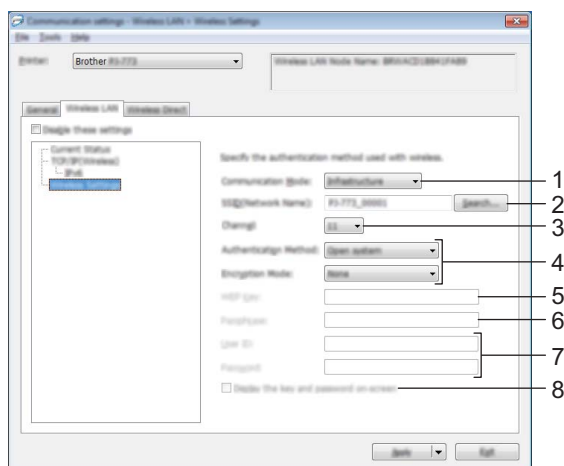 Communication settings - Wireless LAN > Wireless Settings
File Tools Help
Printer: Brother PJ-773
Wireless LAN Node Name: BRWACD1B841FAB9
General Wireless LAN Wireless Direct
Disable these settings
Current Status
TCP/IP(Wireless)
IPv6
Wireless Settings
Specify the authentication method used with wireless.
Communication Mode: Infrastructure 1
SSID(Network Name): PJ-773_00001 Search... 2
Channel: 11 3
Authentication Method: Open system
4
Encryption Mode: None
WEP Key: 5
Passphrase: 6
User ID:
7
Password:
Display the key and password on screen 8
Apply Exit